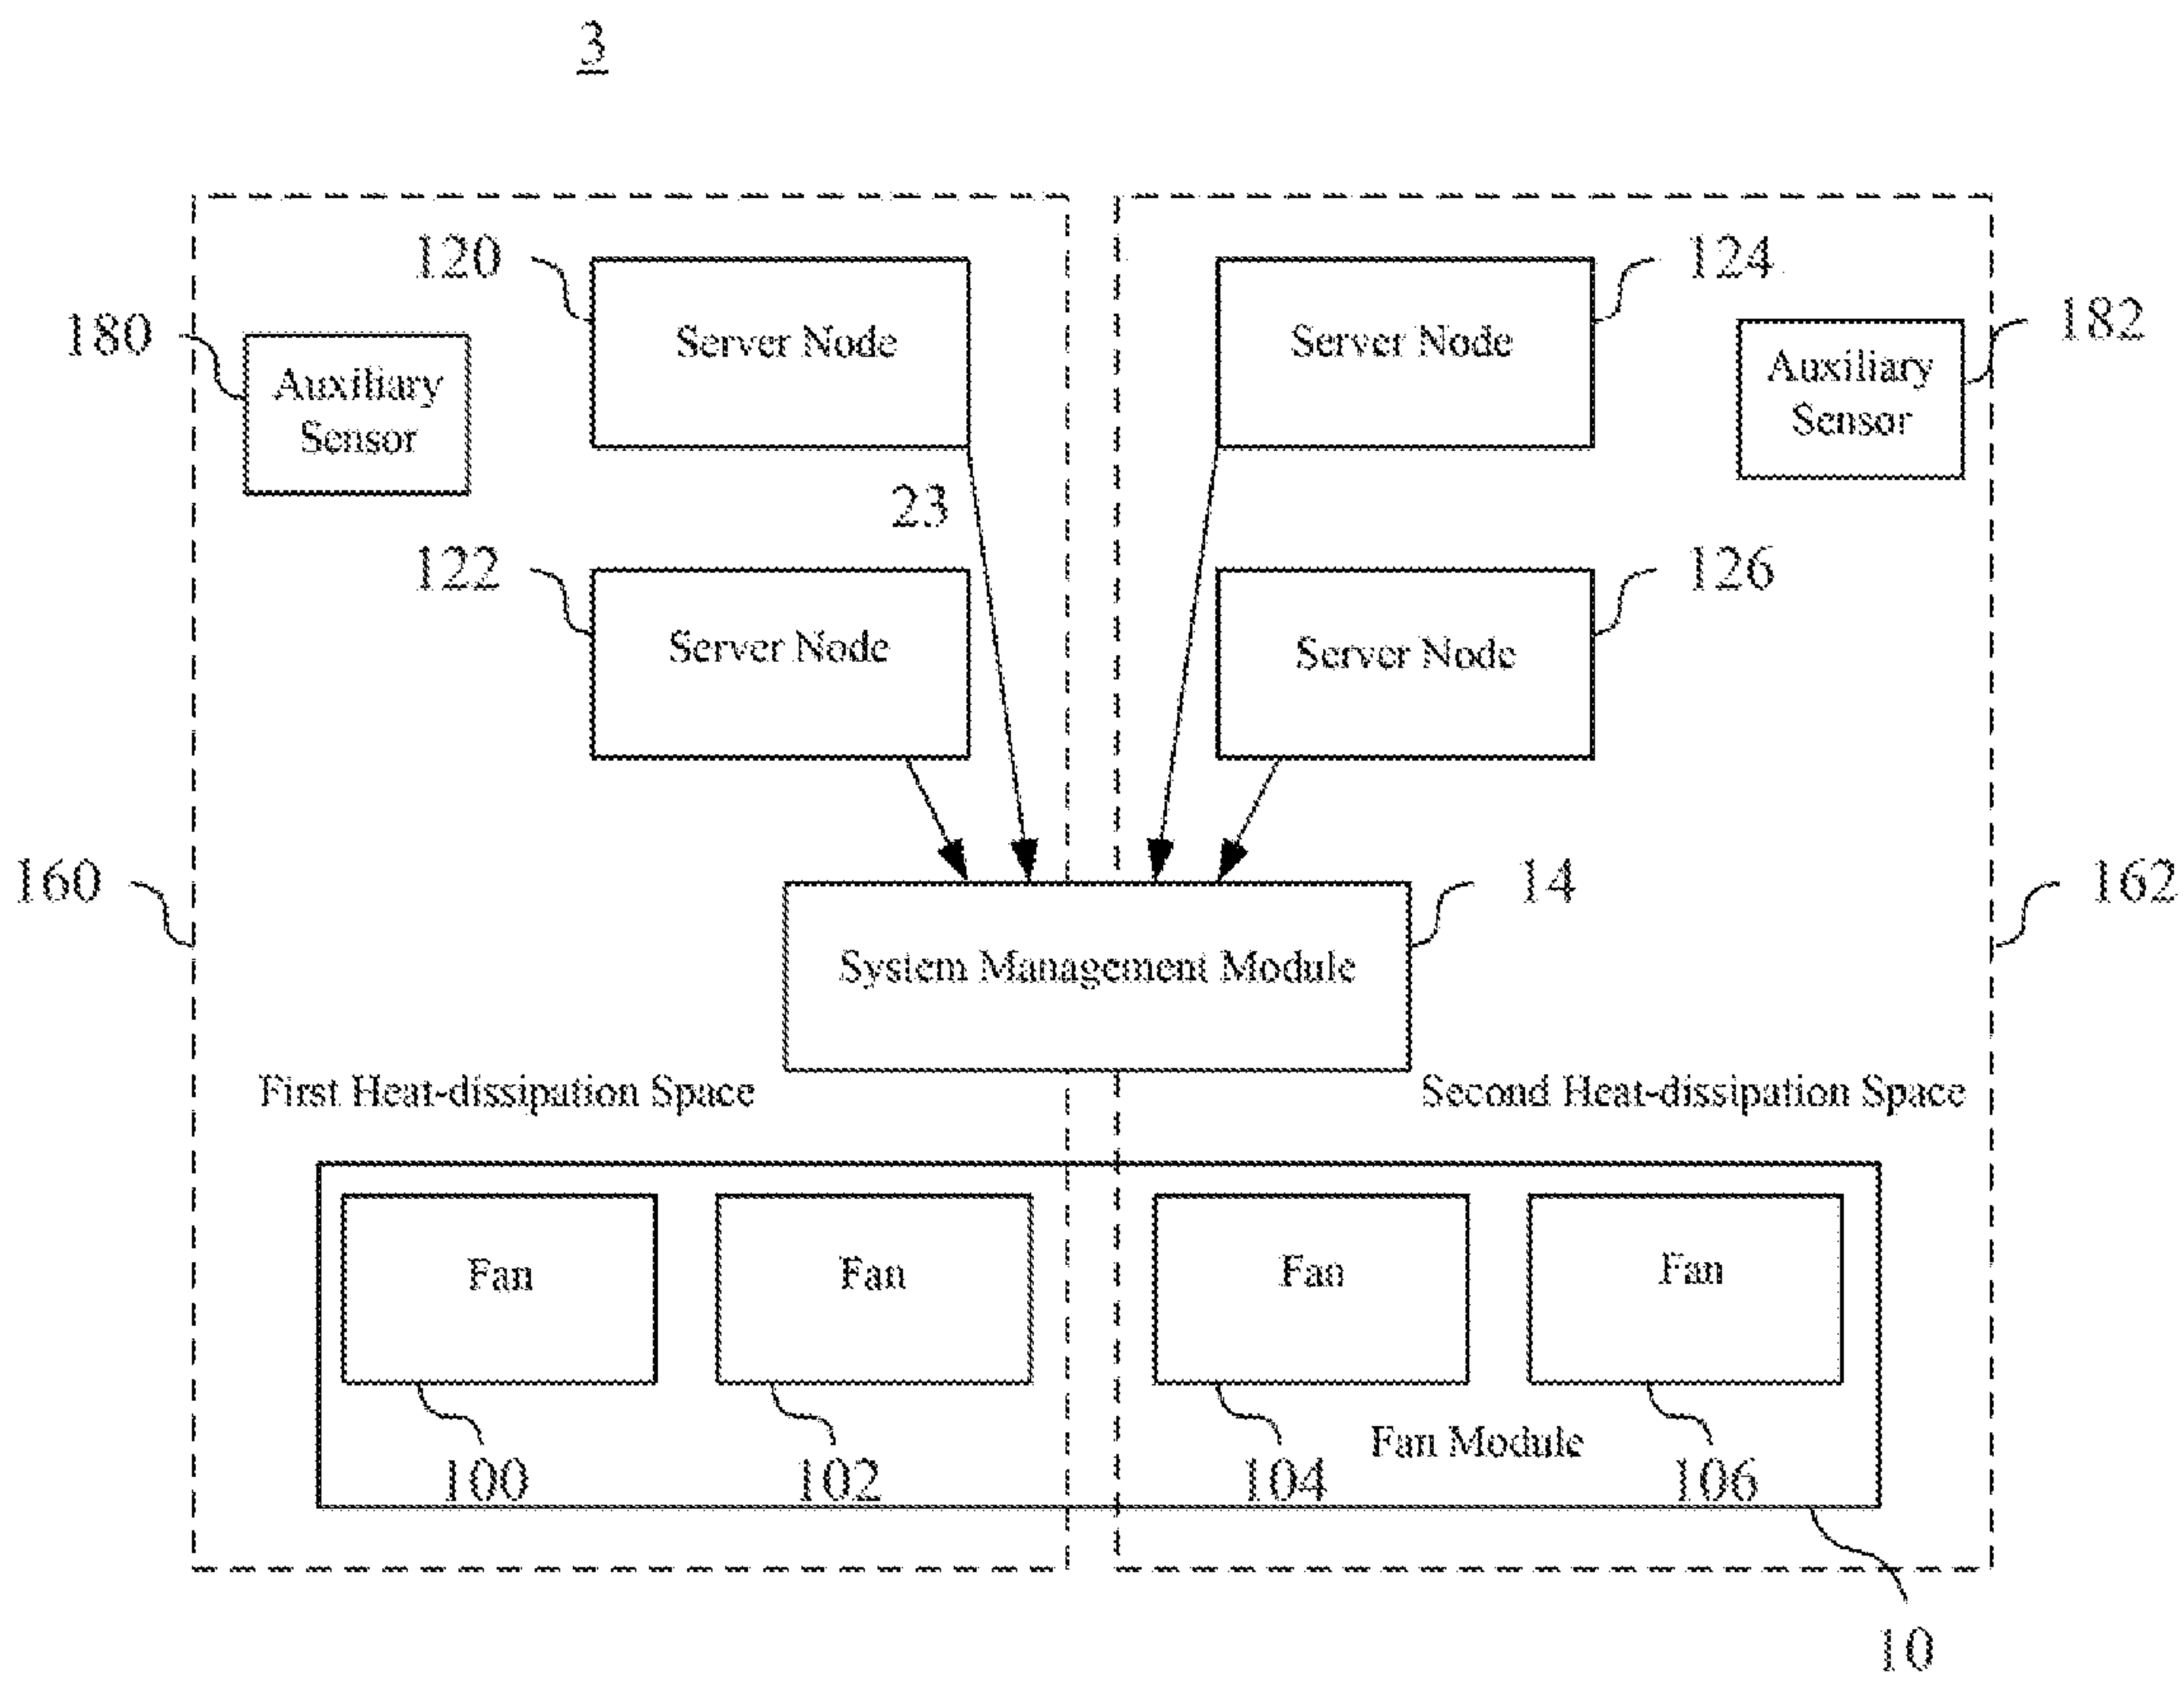 3
120
Server Node
124
Server Node
180
Auxiliary
Sensor
182
Auxiliary
Sensor
23
122
Server Node
126
Server Node
160
14
162
System Management Module
First Heat-dissipation Space
Second Heat-dissipation Space
Fan
Fan
Fan
Fan
Fan Module
100
102
104
106
10